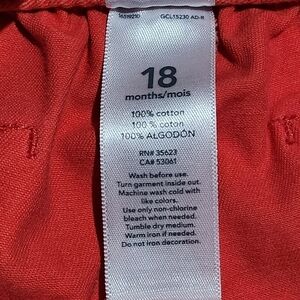 16519210 GCL15230 AD-R
18
months/mois
100% cotton
100 % coton
100% ALGODÓN
RN# 35623
CA# 53061
Wash before use.
Turn garment inside out.
Machine wash cold with
like colors.
Use only non-chlorine
bleach when needed.
Tumble dry medium.
Warm iron if needed.
Do not iron decoration.